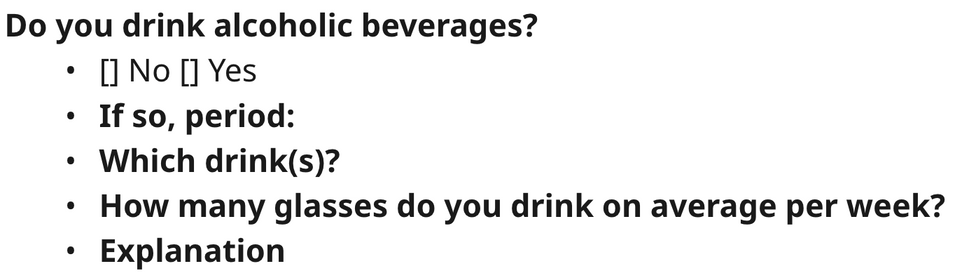 Do you drink alcoholic beverages?
• [] No [] Yes
• If so, period:
• Which drink(s)?
• How many glasses do you drink on average per week?
• Explanation